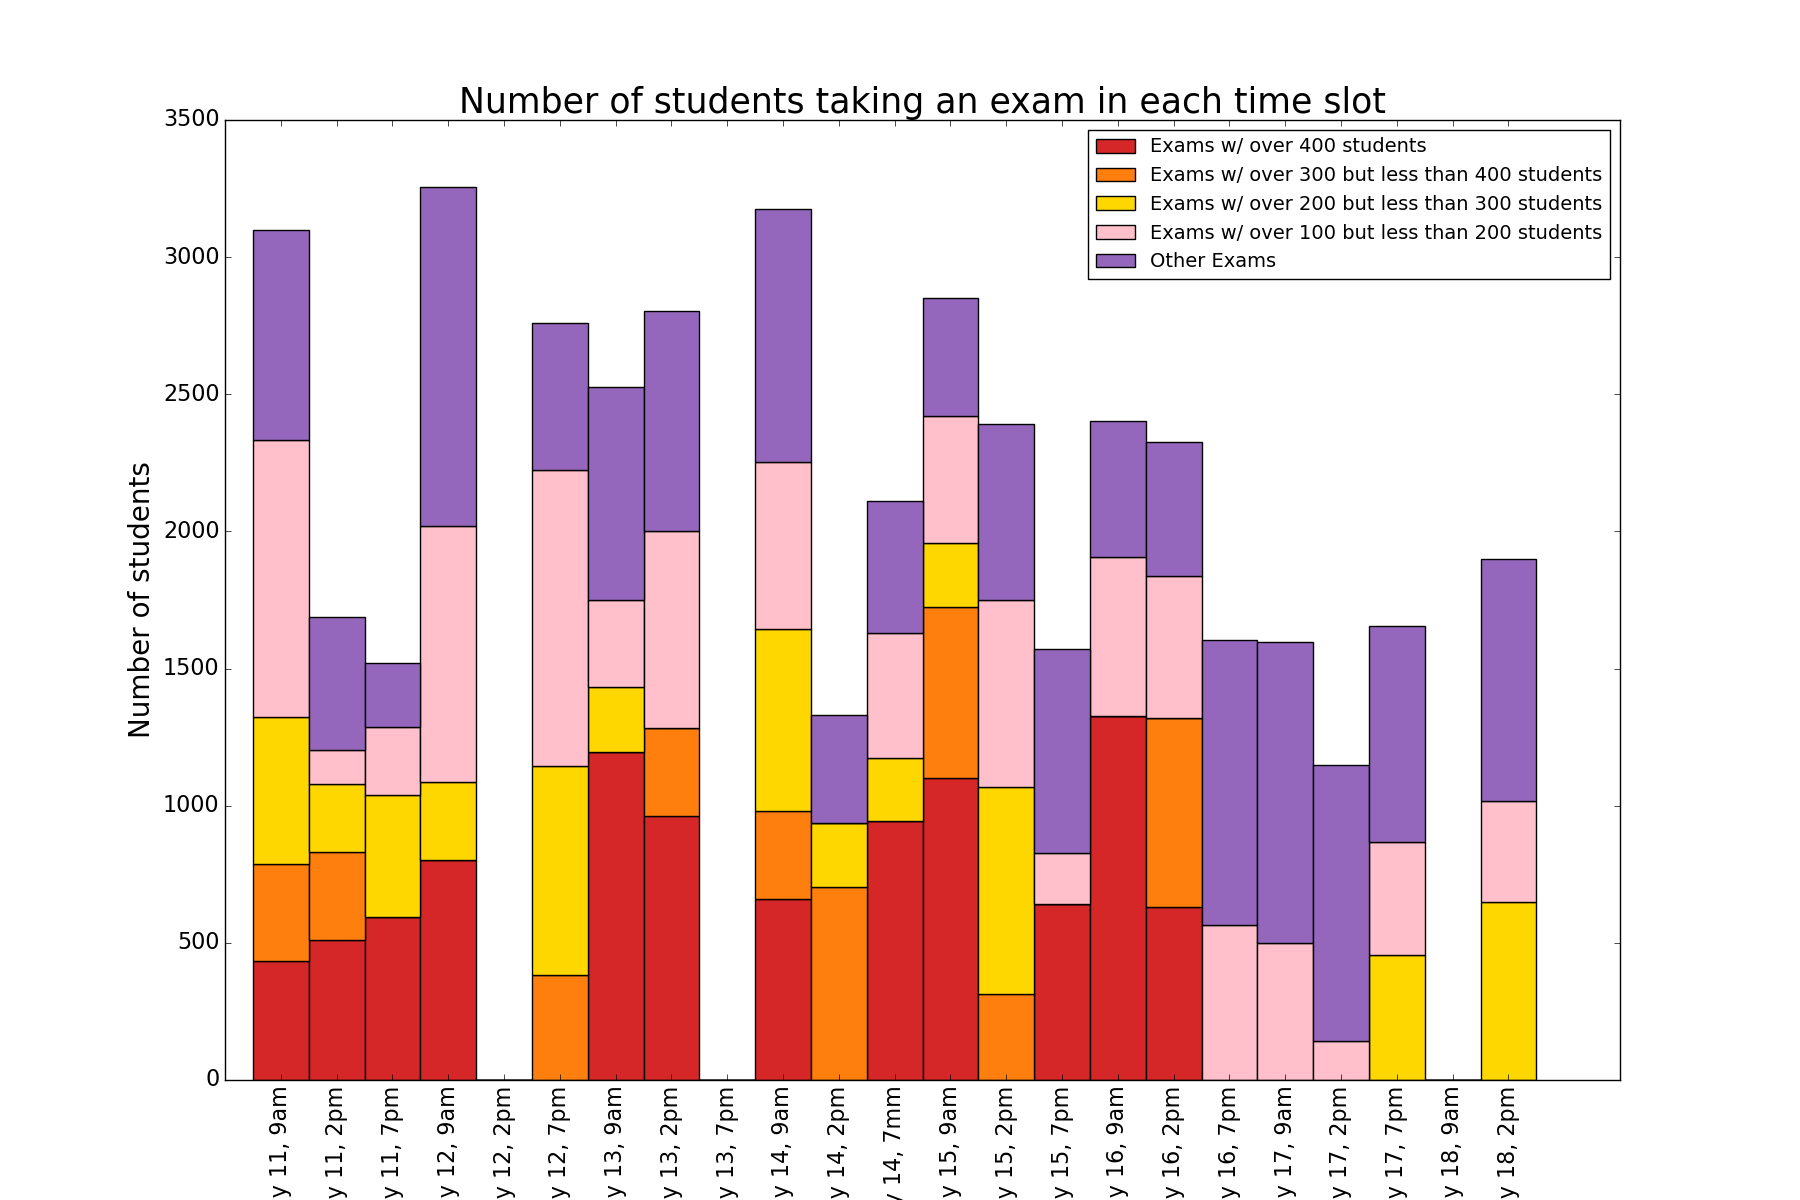 Number of students taking an exam in each time slot
Exams w/ over 400 students
Exams w/ over 300 but less than 400 students
Exams w/ over 200 but less than 300 students
Exams w/ over 100 but less than 200 students
Other Exams
Number of students
3500
3000
2500
2000
1500
1000
500
0
y 11, 9am
y 11, 2pm
y 11, 7pm
y 12, 9am
y 12, 2pm
y 12, 7pm
y 13, 9am
y 13, 2pm
y 13, 7pm
y 14, 9am
y 14, 2pm
y 14, 7mm
y 15, 9am
y 15, 2pm
y 15, 7pm
y 16, 9am
y 16, 2pm
y 16, 7pm
y 17, 9am
y 17, 2pm
y 17, 7pm
y 18, 9am
y 18, 2pm